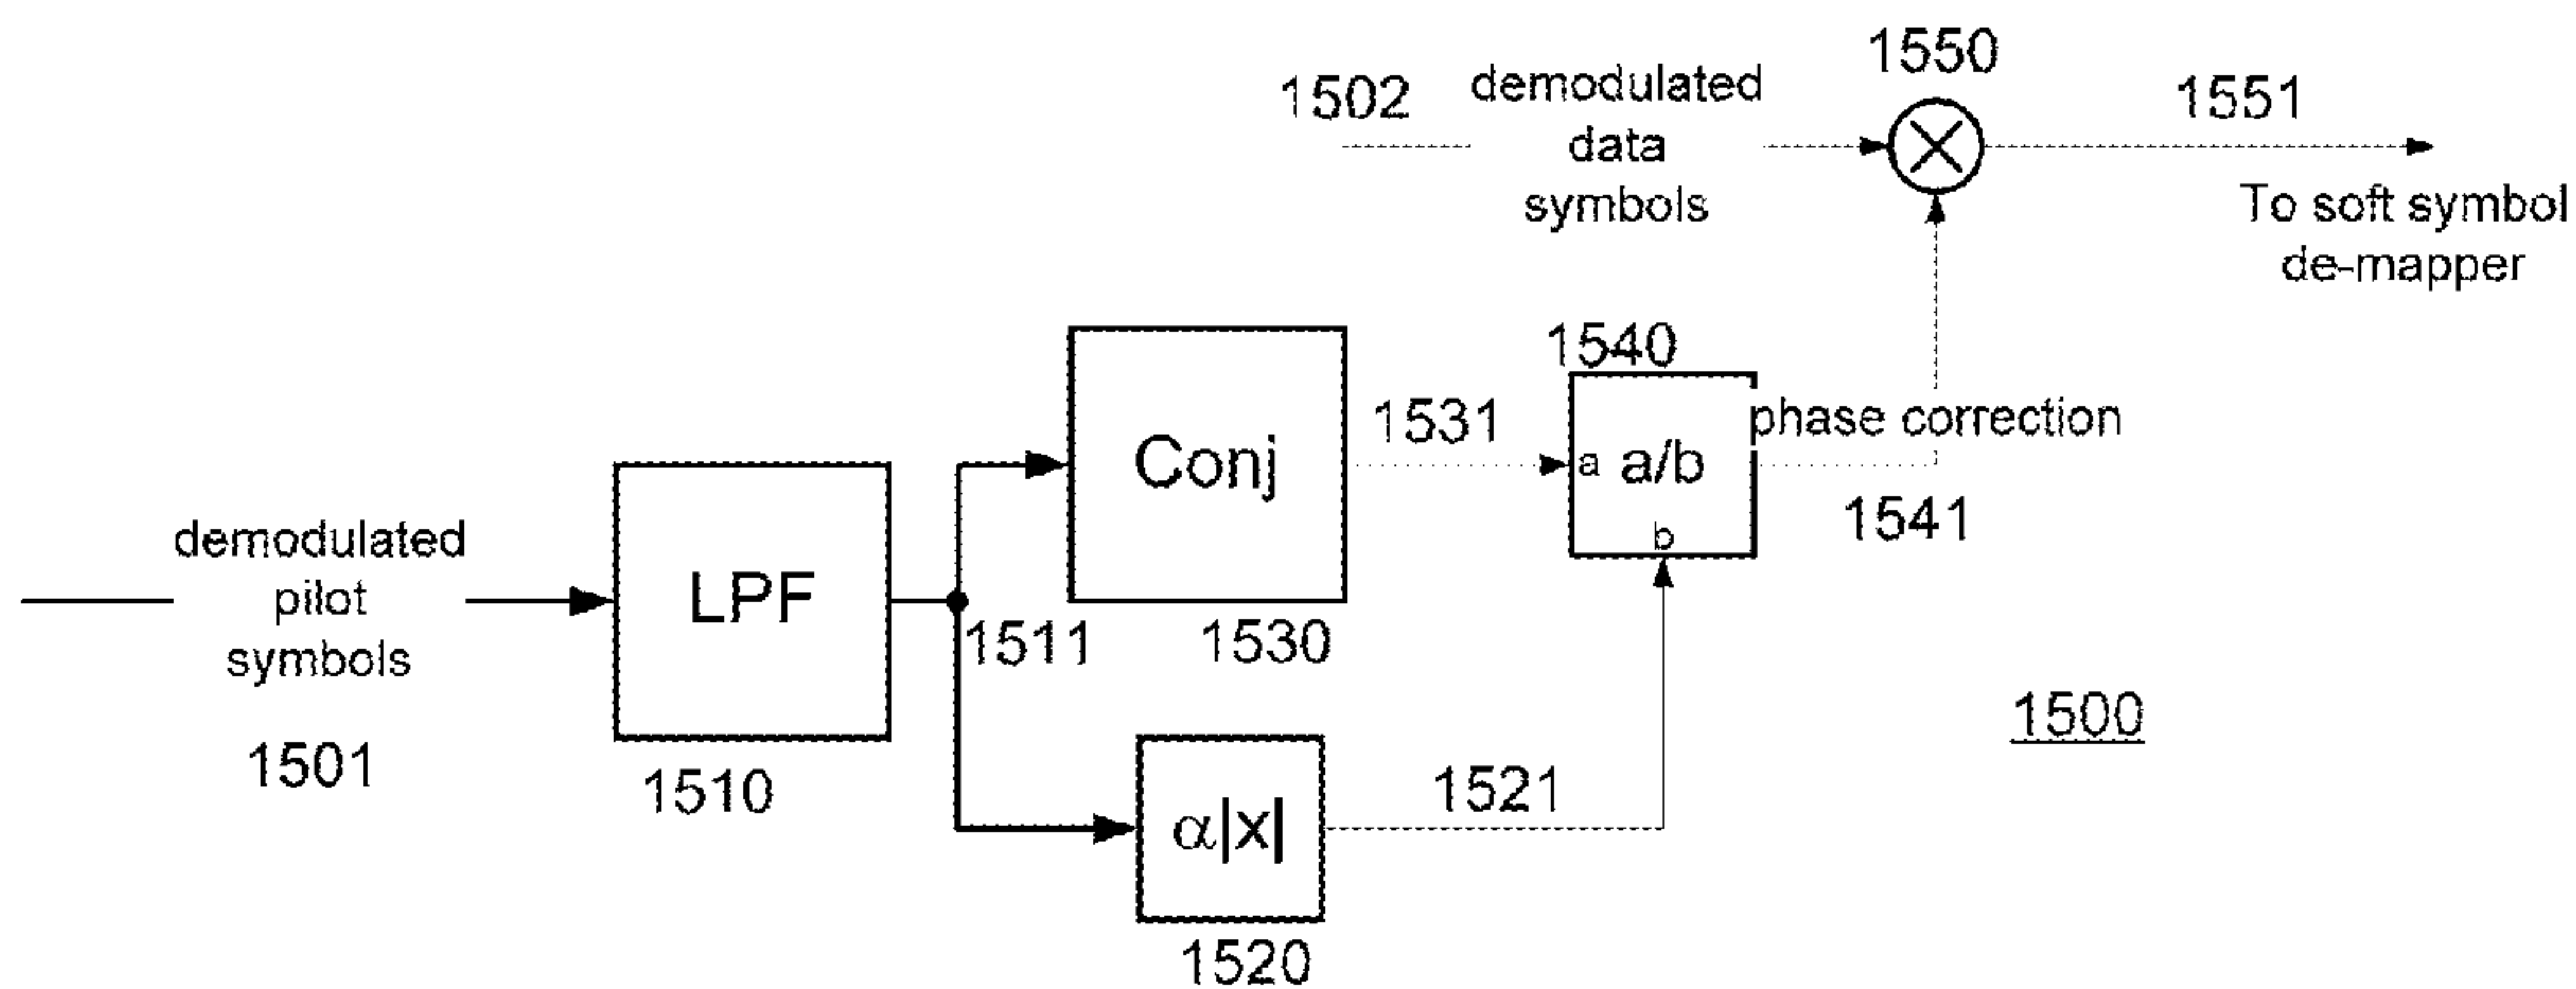 1550
1502
demodulated
data
symbols
1551
To soft symbol
de-mapper
1540
phase correction
1531
a
a/b
b
1541
Conj
demodulated
pilot
symbols
LPF
1511
1530
1501
1510
1521
α|x|
1520
1500